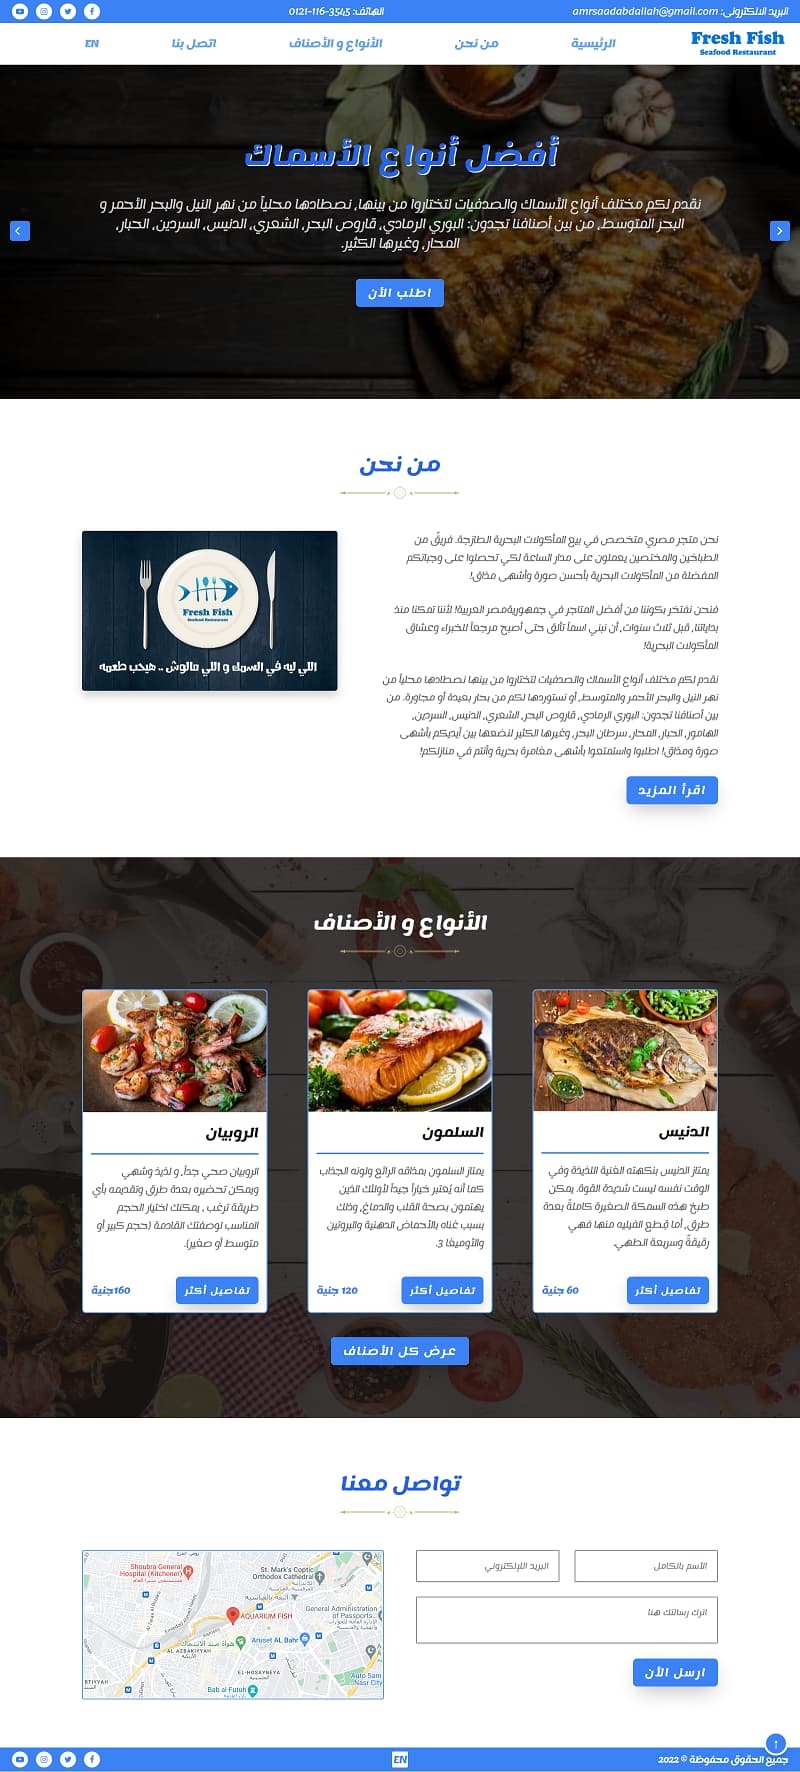 البريد الالكتروني: amrsaadabdallah@gmail.com
الهاتف: 0121-116-3545
Fresh Fish
Seafood Restaurant
الرئيسية
من نحن
الأنواع و الأصناف
اتصل بنا
EN
أفضل أنواع الأسماك
نقدم لكم مختلف أنواع الأسماك والصدفيات لتختاروا من بينها, نصطادها محلياً من نهر النيل والبحر الأحمر و
البحر المتوسط, من بين أصنافنا تجدون: البوري الرمادي, قاروص البحر, الشعري, الدنيس, السردين, الحبار,
المحار, وغيرها الكثير.
اطلب الأن
من نحن
نحن متجر مصري متخصص في بيع المأكولات البحرية الطازجة. فريقٌ من
الطباخين والمختصين يعملون على مدار الساعة لكي تحصلوا على وجباتكم
المفضلة من المأكولات البحرية بأحسن صورة وأشهى مذاق!
فنحن نفتخر بكوننا من أفضل المتاجر في جمهوريةمصر العربية! لأننا تمكنا منذ
بداياتنا, قبل ثلاث سنوات, أن نبني اسماً تألق حتى أصبح مرجعاً للخبراء وعشاق
المأكولات البحرية!
نقدم لكم مختلف أنواع الأسماك والصدفيات لتختاروا من بينها نصطادها محلياً من
نهر النيل والبحر الأحمر والمتوسط, أو نستوردها لكم من بحار بعيدة أو مجاورة. من
بين أصنافنا تجدون: البوري الرمادي, قاروص البحر, الشعري, الدنيس, السردين,
الهامور, الحبار, المحار, سرطان البحر, وغيرها الكثير لنضعها بين أيديكم بأشهى
صورة ومذاق! اطلبوا واستمتعوا بأشهى مغامرة بحرية وأنتم في منازلكم!
اقرأ المزيد
Fresh Fish
Seafood Restaurant
اللي ليه في السمك و اللي مالوش .. هيحب طعمه
الأنواع و الأصناف
الدنيس
يمتاز الدنيس بنكهته الغنية اللذيذة وفي
الوقت نفسه ليست شديدة القوة. يمكن
طبخ هذه السمكة الصغيرة كاملةً بعدة
طرق, أما قِطع الفيليه منها فهي
رقيقةٌ وسريعة الطهي.
تفاصيل أكثر
60 جنية
السلمون
يمتاز السلمون بمذاقه الرائع ولونه الجذاب
كما أنه يُعتبر خياراً جيداً لأولئك الذين
يهتمون بصحة القلب والدماغ, وذلك
بسبب غناه بالأحماض الدهنية والبروتين
والأوميغا 3.
تفاصيل أكثر
120 جنية
الروبيان
الروبيان صحي جداً, و لذيذ وشهي
ويمكن تحضيره بعدة طرق وتقديمه بأي
طريقة ترغب , يمكنك اختيار الحجم
المناسب لوصفتك القادمة (حجم كبير أو
متوسط أو صغير).
تفاصيل أكثر
160جنية
عرض كل الأصناف
تواصل معنا
الأسم بالكامل
البريد اللإلكتروني
اترك رسالتك هنا
ارسل الأن
Shoubra General
Hospital (Kitchener)
St. Mark's Coptic
Orthodox Cathedral
General Administration
of Passports...
AQUARIUM FISH
هواة صيد الاسماك
Aruset AL Bahr
AL AZBAKIYYAH
الأزبكية
EL-HOSAYNEYA
الحسينية
BTIYYAH
Bab al-Futuh
Auto Sam
Nasr City
جميع الحقوق محفوظة © 2022
EN